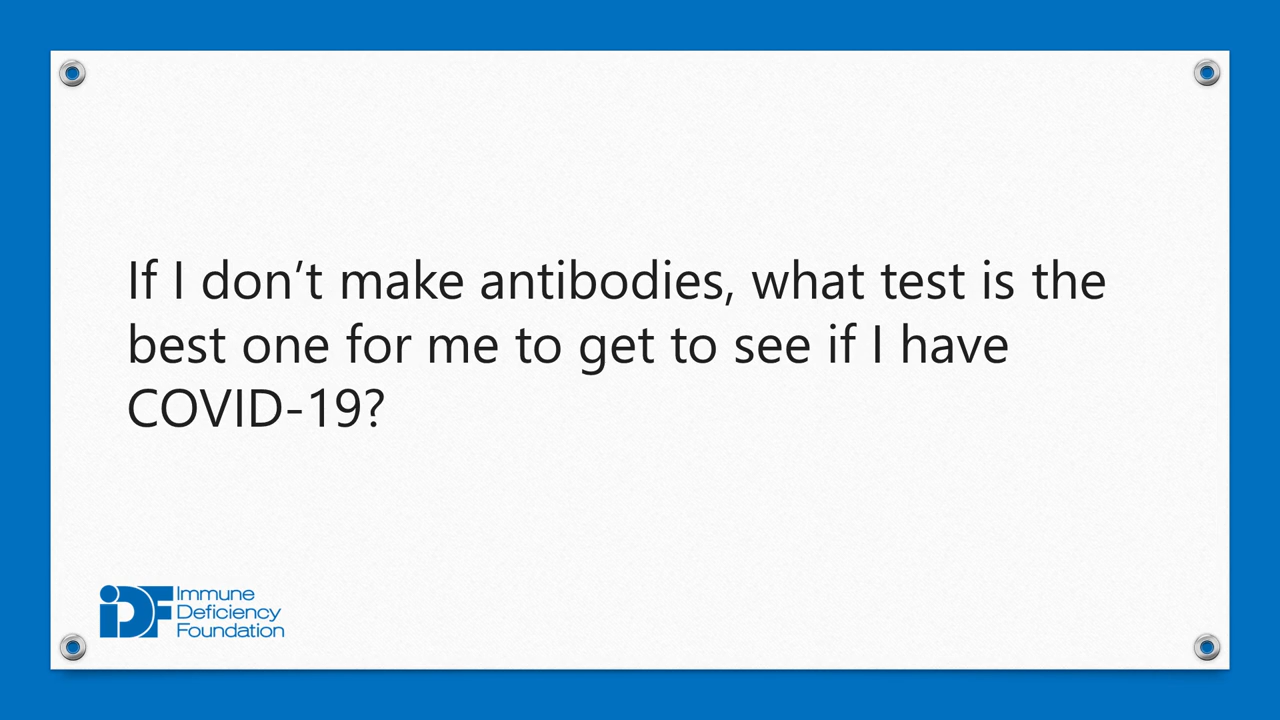 If I don’t make antibodies, what test is the
best one for me to get to see if I have
COVID-19?
IDF Immune
Deficiency
Foundation